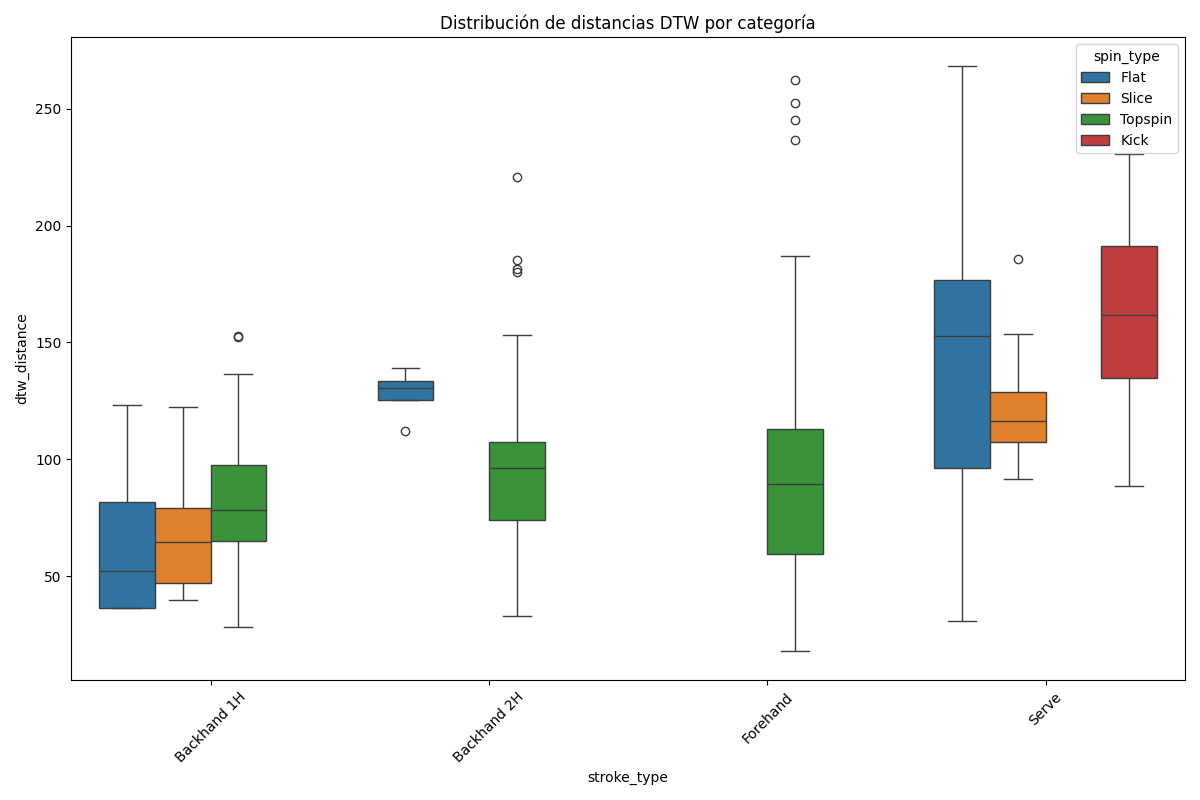 Distribución de distancias DTW por categoría
spin_type
Flat
Slice
Topspin
Kick
dtw_distance
250
200
150
100
50
Backhand 1H
Backhand 2H
Forehand
Serve
stroke_type